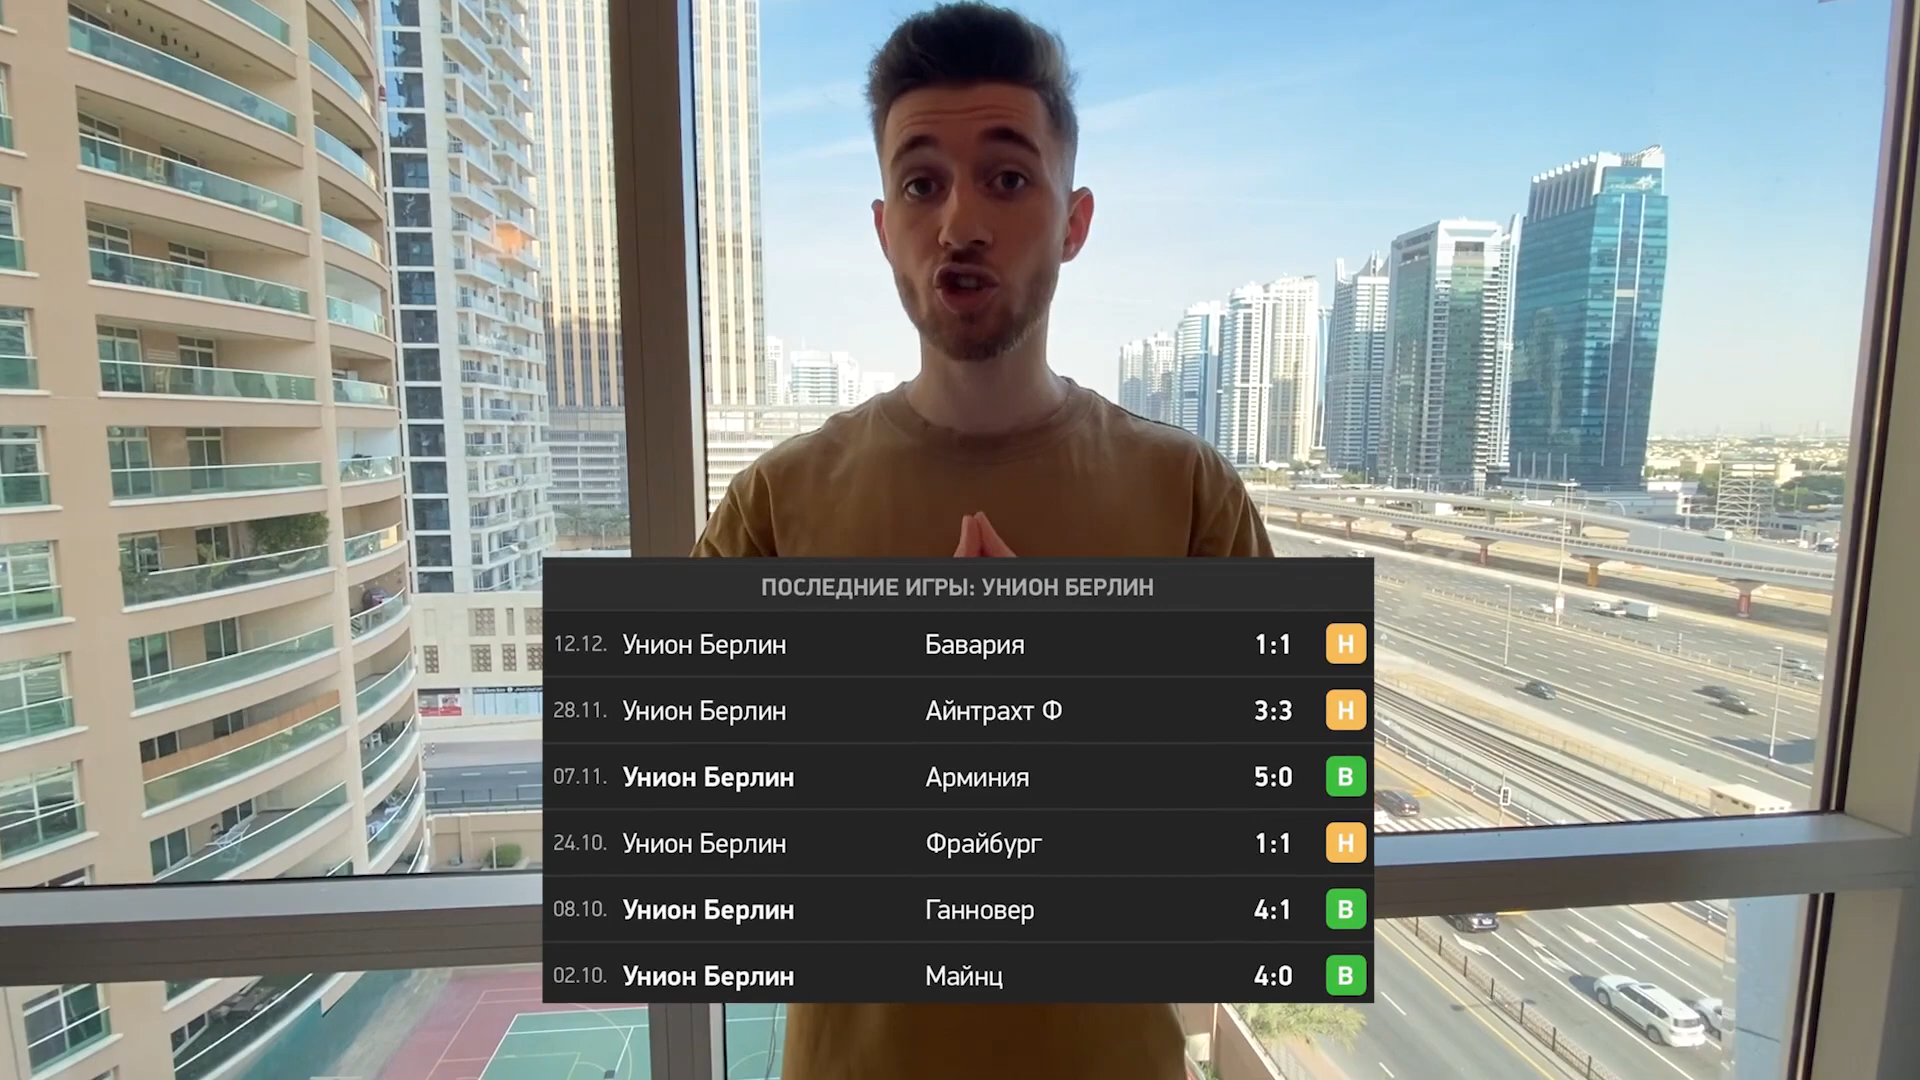 ПОСЛЕДНИЕ ИГРЫ: УНИОН БЕРЛИН
12.12. Унион Берлин Бавария 1:1 Н
28.11. Унион Берлин Айнтрахт Ф 3:3 Н
07.11. Унион Берлин Арминия 5:0 В
24.10. Унион Берлин Фрайбург 1:1 Н
08.10. Унион Берлин Ганновер 4:1 В
02.10. Унион Берлин Майнц 4:0 В